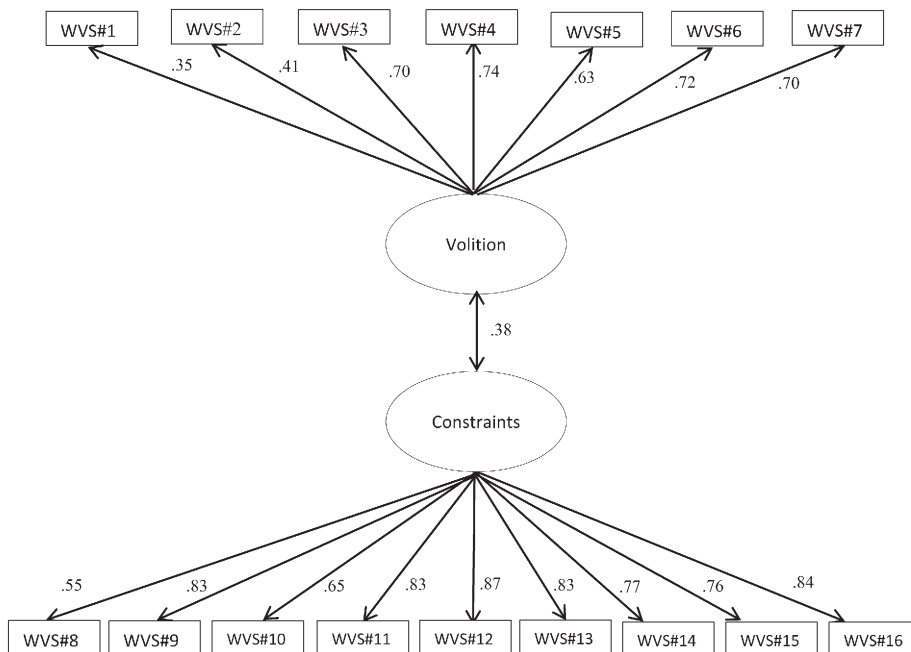 WVS#1 WVS#2 WVS#3 WVS#4 WVS#5 WVS#6 WVS#7
.35 .41 .70 .74 .63 .72 .70
Volition
.38
Constraints
.55 .83 .65 .83 .87 .83 .77 .76 .84
WVS#8 WVS#9 WVS#10 WVS#11 WVS#12 WVS#13 WVS#14 WVS#15 WVS#16